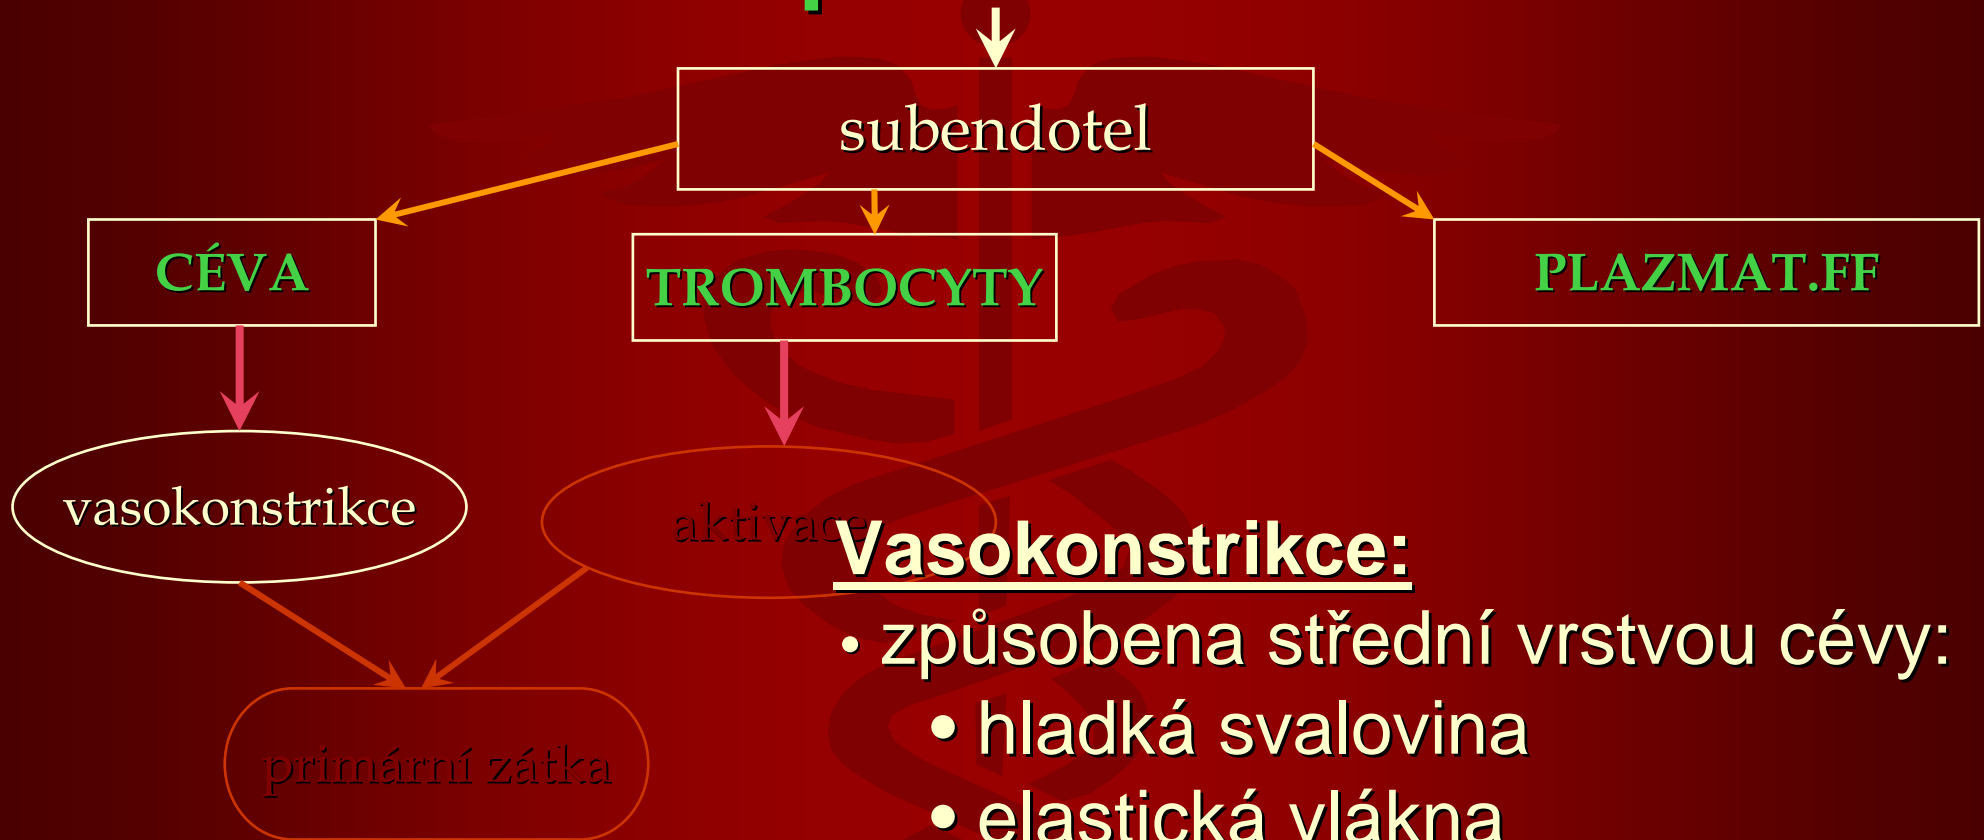 subendotel
CÉVA
TROMBOCYTY
PLAZMAT.FF
vasokonstrikce
aktivace
Vasokonstrikce:
• způsobena střední vrstvou cévy:
• hladká svalovina
• elastická vlákna
primární zátka